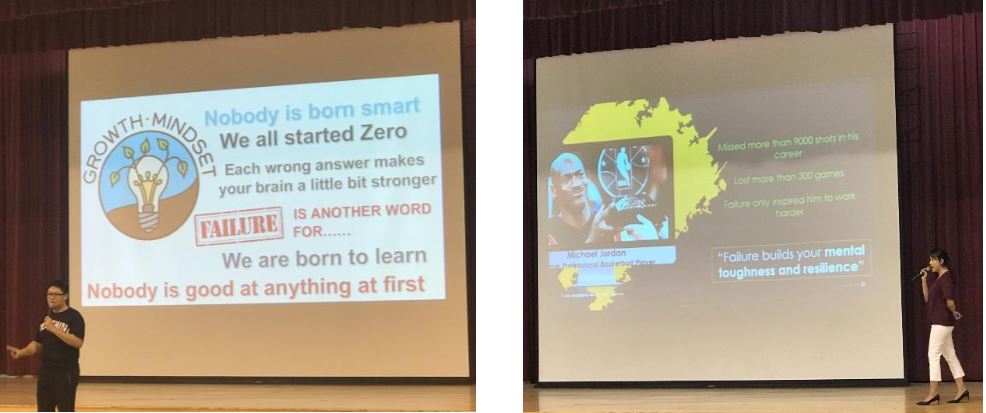 GROWTH·MINDSET
Nobody is born smart
We all started Zero
Each wrong answer makes
your brain a little bit stronger
FAILURE IS ANOTHER WORD
FOR......
We are born to learn
Nobody is good at anything at first
Missed more than 9000 shots in his
career
Lost more than 300 games
Failure only inspired him to work
harder
Michael Jordan
Professional Basketball Player
"Failure builds your mental
toughness and resilience"